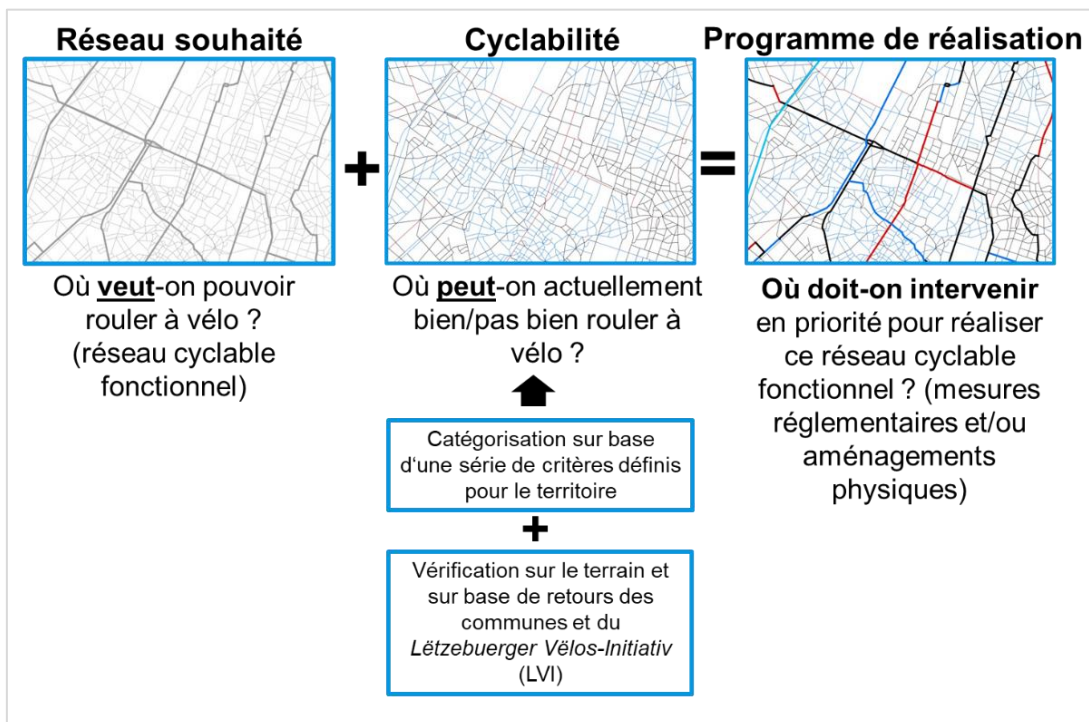 Réseau souhaité
+
Cyclabilité
=
Programme de réalisation
Où veut-on pouvoir
rouler à vélo ?
(réseau cyclable
fonctionnel)
Où peut-on actuellement
bien/pas bien rouler à
vélo ?
Où doit-on intervenir
en priorité pour réaliser
ce réseau cyclable
fonctionnel ? (mesures
réglementaires et/ou
aménagements
physiques)
Catégorisation sur base
d‘une série de critères définis
pour le territoire
+
Vérification sur le terrain et
sur base de retours des
communes et du
Lëtzebuerger Vëlos-Initiativ
(LVI)